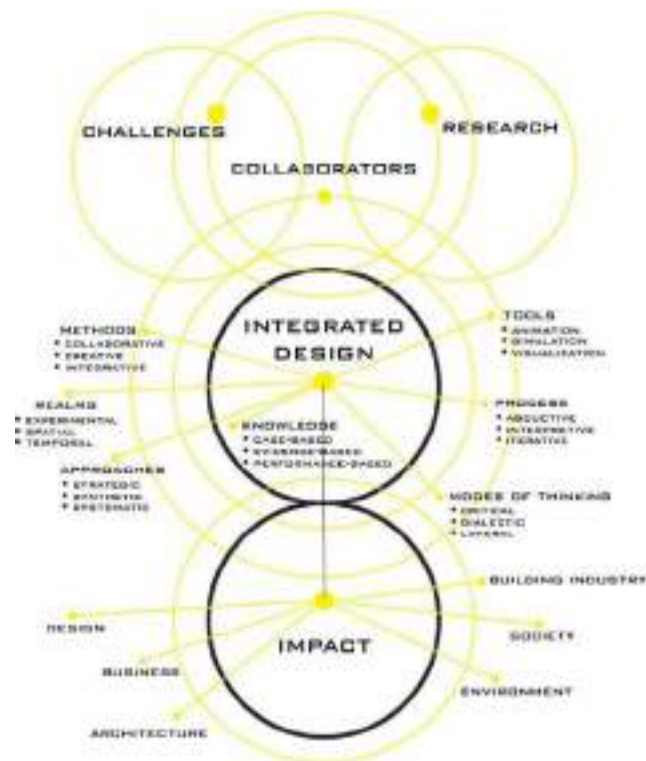 CHALLENGES
RESEARCH
COLLABORATORS
INTEGRATED
DESIGN
METHODS
• COLLABORATIVE
• CREATIVE
• INTEGRATIVE
TOOLS
• ANIMATION
• SIMULATION
• VISUALIZATION
REALMS
• EXPERIMENTAL
• SPATIAL
• TEMPORAL
KNOWLEDGE
• CASE-BASED
• EVIDENCE-BASED
• PERFORMANCE-BASED
PROCESS
• ABDUCTIVE
• INTERPRETIVE
• ITERATIVE
APPROACHES
• STRATEGIC
• SYNTHETIC
• SYSTEMATIC
MODES OF THINKING
• CRITICAL
• DIALECTIC
• LATERAL
BUILDING INDUSTRY
DESIGN
SOCIETY
IMPACT
BUSINESS
ENVIRONMENT
ARCHITECTURE